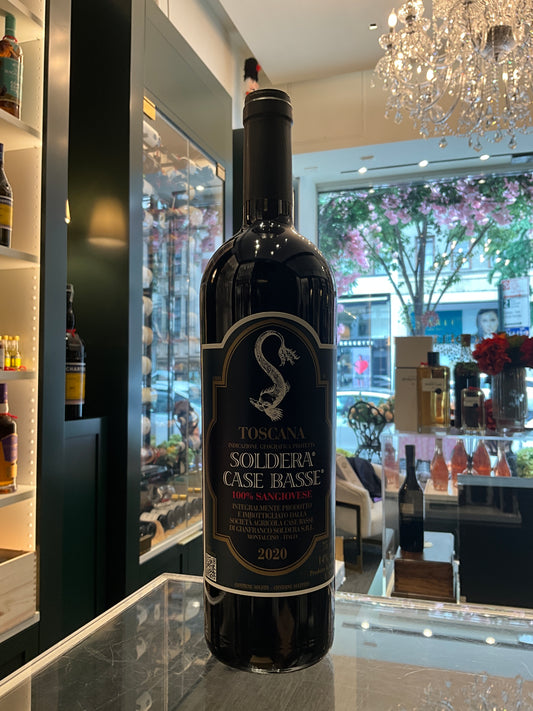 TOSCANA
INDICAZIONE GEOGRAFICA PROTETTA
SOLDERA®
CASE BASSE®
100% SANGIOVESE
INTEGRALMENTE PRODOTTO
E IMBOTTIGLIATO DALLA
SOCIETÀ AGRICOLA CASE BASSE
DI GIANFRANCO SOLDERA S.R.L.
MONTALCINO - ITALIA
2020